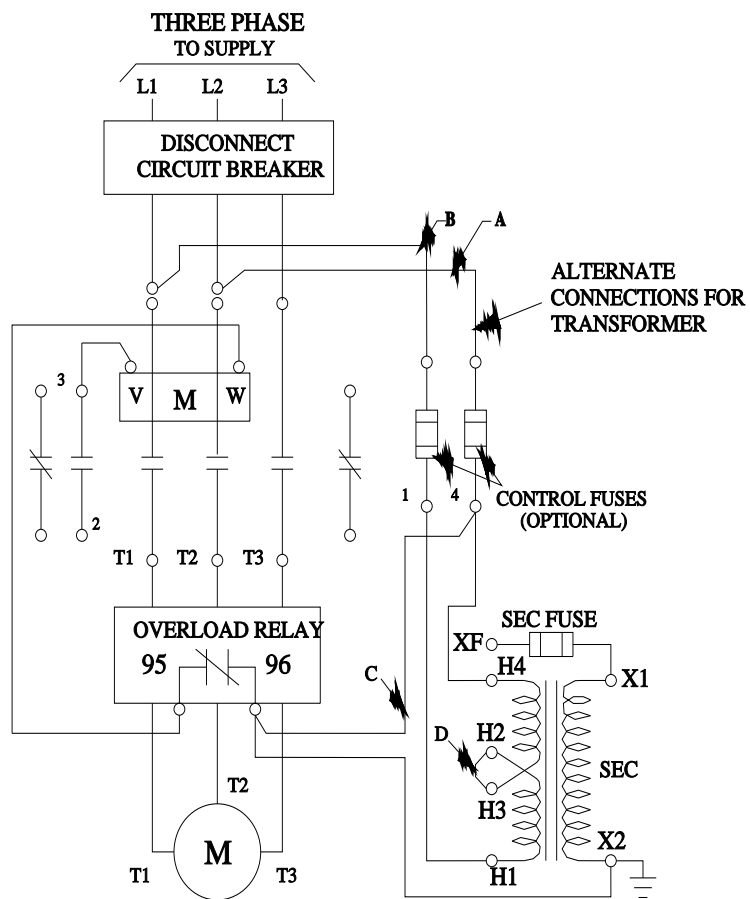 THREE PHASE
TO SUPPLY
L1 L2 L3
DISCONNECT
CIRCUIT BREAKER
B A
ALTERNATE
CONNECTIONS FOR
TRANSFORMER
3
V M W
2
1 4
CONTROL FUSES
(OPTIONAL)
T1 T2 T3
OVERLOAD RELAY
95 96
SEC FUSE
XF
H4 X1
C
D H2
SEC
H3
T2
M
T1 T3
H1 X2